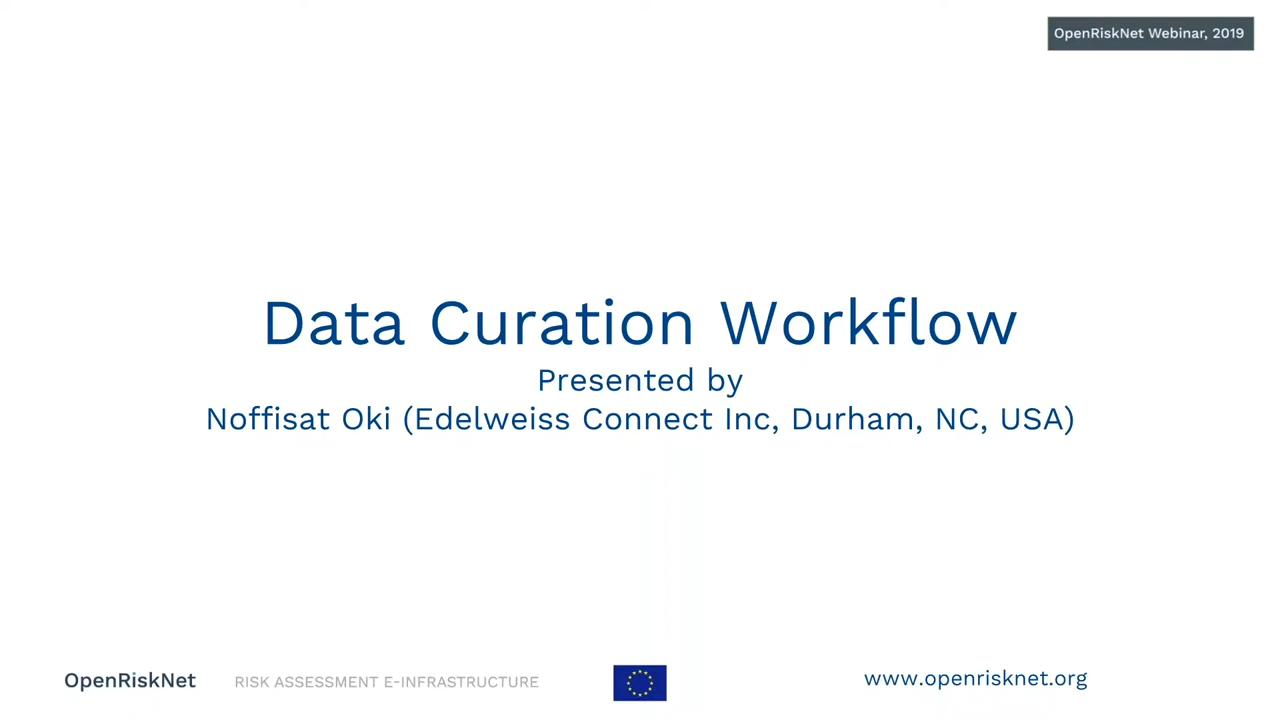 OpenRiskNet Webinar, 2019
Data Curation Workflow
Presented by
Noffisat Oki (Edelweiss Connect Inc, Durham, NC, USA)
OpenRiskNet RISK ASSESSMENT E-INFRASTRUCTURE www.openrisknet.org